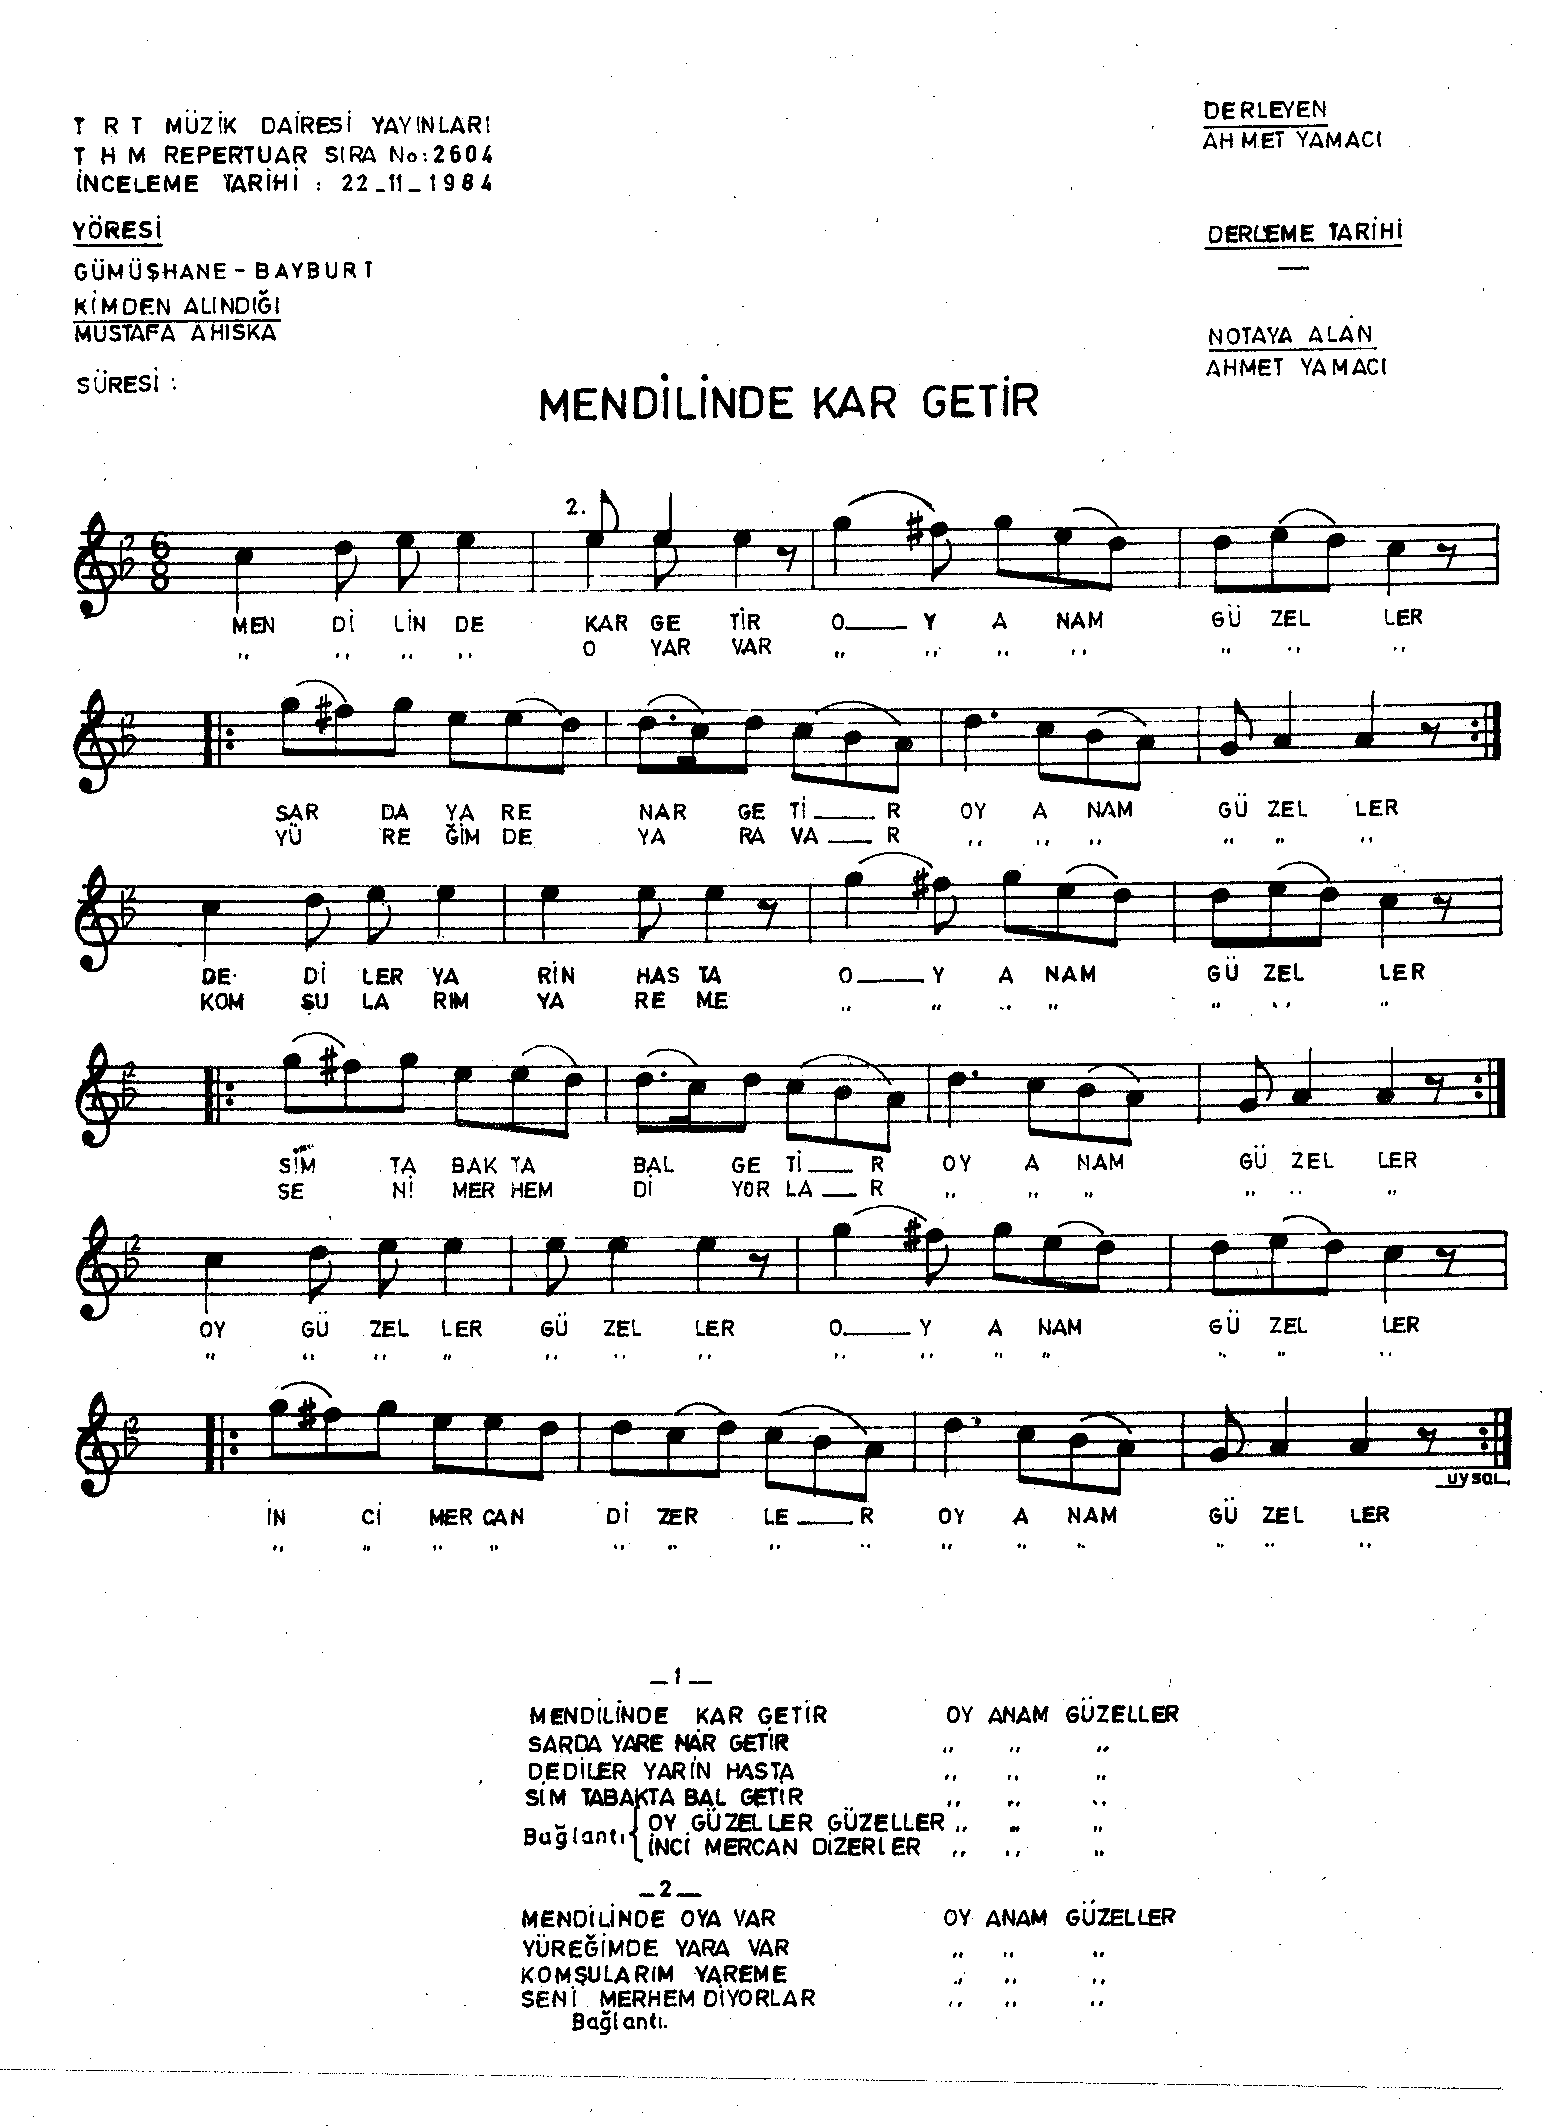 T R T MÜZİK DAİRESİ YAYINLARI
T H M REPERTUAR SIRA No:2604
İNCELEME TARİHİ : 22_11_1984
YÖRESİ
GÜMÜŞHANE - BAYBURT
KİMDEN ALINDIĞI
MUSTAFA AHISKA
SÜRESİ :
DERLEYEN
AHMET YAMACI
DERLEME TARİHİ
—
NOTAYA ALAN
AHMET YAMACI
MENDİLİNDE KAR GETİR
2.
6
8
MEN Dİ LİN DE KAR GE TİR O___Y A NAM GÜ ZEL LER
" " " " O YAR VAR " " " " " " "
2
SAR DA YA RE NAR GE Tİ___R OY A NAM GÜ ZEL LER
YÜ RE ĞİM DE YA RA VA___R " " " " " "
2
DE Dİ LER YA RIN HAS TA O___Y A NAM GÜ ZEL LER
KOM ŞU LA RIM YA RE ME " " " " " " "
2
SİM TA BAK TA BAL GE Tİ___R OY A NAM GÜ ZEL LER
SE Nİ MER HEM Dİ YOR LA___R " " " " " "
2
OY GÜ ZEL LER GÜ ZEL LER O___Y A NAM GÜ ZEL LER
" " " " " " " " " " " " " "
2
uysal
İN Cİ MER CAN Dİ ZER LE___R OY A NAM GÜ ZEL LER
" " " " " " " " " " " " " "
_1_
MENDİLİNDE KAR GETİR OY ANAM GÜZELLER
SARDA YARE NAR GETİR " " "
DEDİLER YARİN HASTA " " "
SİM TABAKTA BAL GETİR " " "
Bağlantı { OY GÜZELLER GÜZELLER " " "
İNCİ MERCAN DİZERLER " " "
_2_
MENDİLİNDE OYA VAR OY ANAM GÜZELLER
YÜREĞİMDE YARA VAR " " "
KOMŞULARIM YAREME " " "
SENİ MERHEM DİYORLAR " " "
Bağlantı.